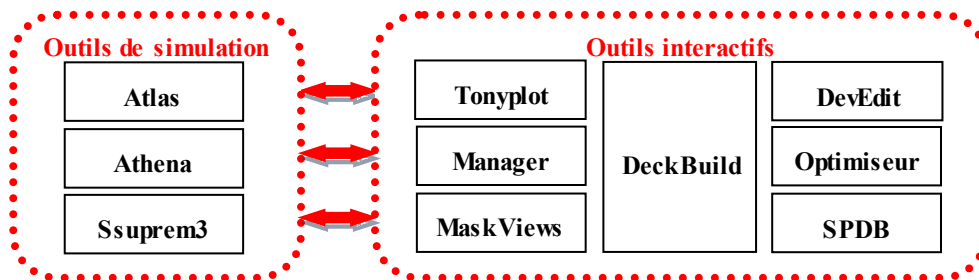 Outils de simulation
Atlas
Athena
Ssuprem3
Outils interactifs
Tonyplot
Manager
MaskViews
DeckBuild
DevEdit
Optimiseur
SPDB